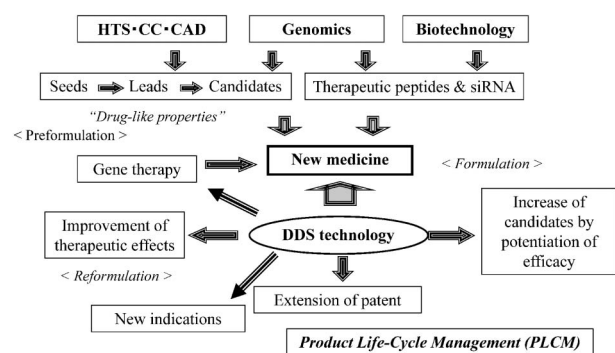 HTS・CC・CAD
Genomics
Biotechnology
Seeds
Leads
Candidates
Therapeutic peptides & siRNA
“Drug-like properties”
< Preformulation >
New medicine
< Formulation >
Gene therapy
Improvement of
therapeutic effects
DDS technology
Increase of
candidates by
potentiation of
efficacy
< Reformulation >
Extension of patent
New indications
Product Life-Cycle Management (PLCM)